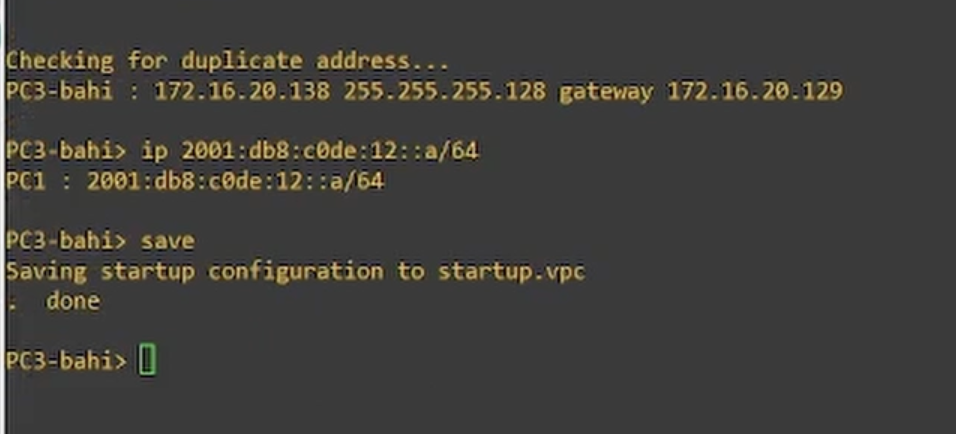 Checking for duplicate address...
PC3-bahi : 172.16.20.138 255.255.255.128 gateway 172.16.20.129
PC3-bahi> ip 2001:db8:c0de:12::a/64
PC1 : 2001:db8:c0de:12::a/64
PC3-bahi> save
Saving startup configuration to startup.vpc
.  done
PC3-bahi>